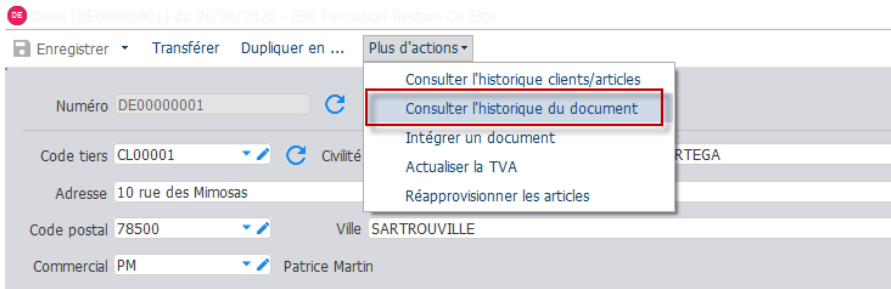 DE Devis [DE00000001] du 26/06/2020 - EBP Formation Gestion Co Elite
Enregistrer Transférer Dupliquer en ... Plus d'actions
Consulter l'historique clients/articles
Numéro DE00000001 Consulter l'historique du document
Intégrer un document
Code tiers CL00001 Civilité RTEGA
Actualiser la TVA
Adresse 10 rue des Mimosas Réapprovisionner les articles
Code postal 78500 Ville SARTROUVILLE
Commercial PM Patrice Martin